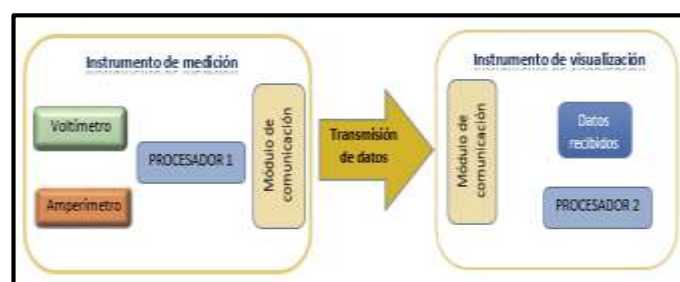 Instrumento de medición
Voltímetro
PROCESADOR 1
Amperímetro
Módulo de
comunicación
Transmisión
de datos
Instrumento de visualización
Módulo de
comunicación
Datos
recibidos
PROCESADOR 2